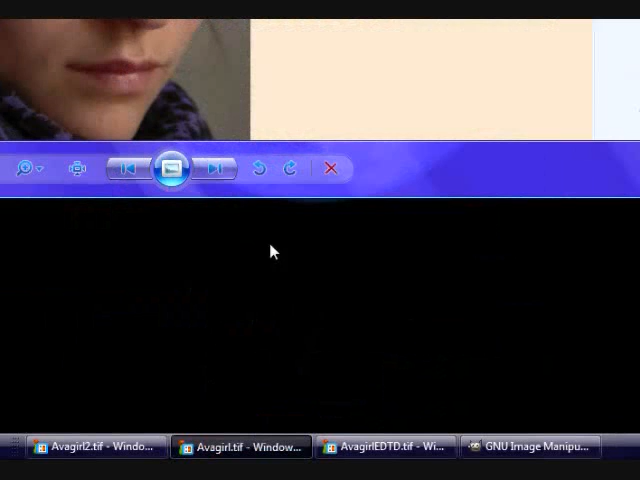 Avagirl2.tif - Windo...
Avagirl.tif - Window...
AvagirlEDTD.tif - Wi...
GNU Image Manipu...